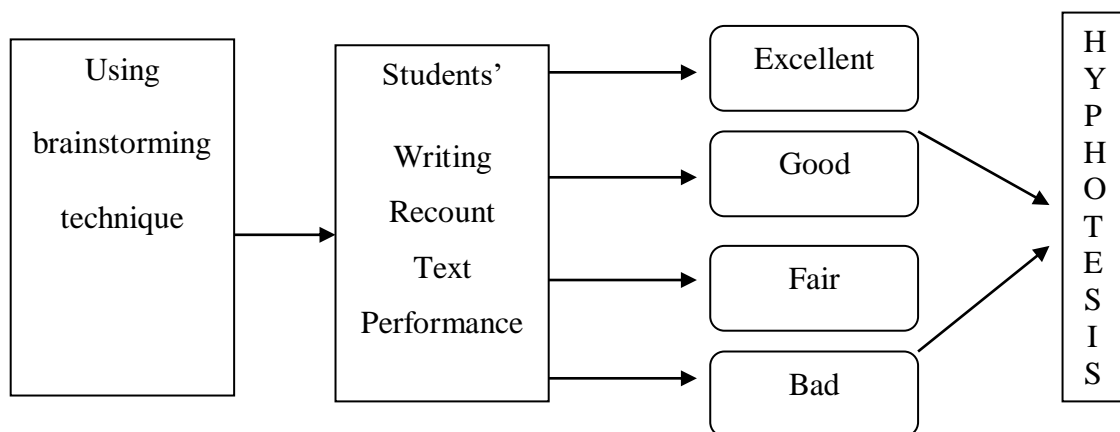 Using
brainstorming
technique
Students’
Writing
Recount
Text
Performance
Excellent
Good
Fair
Bad
H
Y
P
H
O
T
E
S
I
S